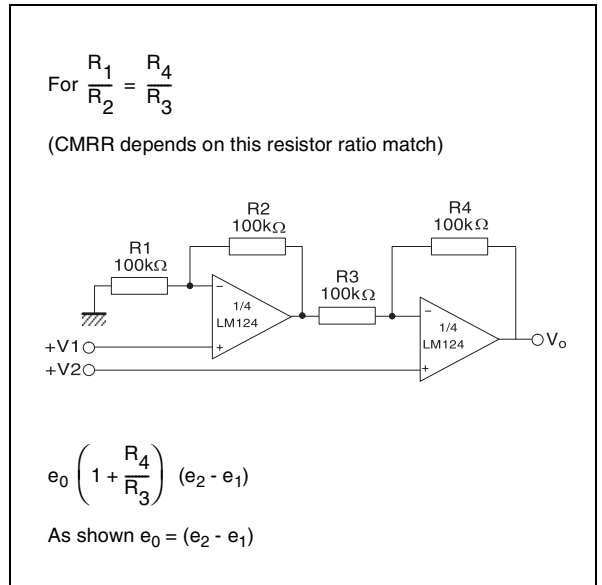 For R1/R2 = R4/R3
(CMRR depends on this resistor ratio match)
R2
100kΩ
R4
100kΩ
R1
100kΩ
R3
100kΩ
-
1/4
LM124
+
-
1/4
LM124
+
Vo
+V1
+V2
e0 (1 + R4/R3) (e2 - e1)
As shown e0 = (e2 - e1)